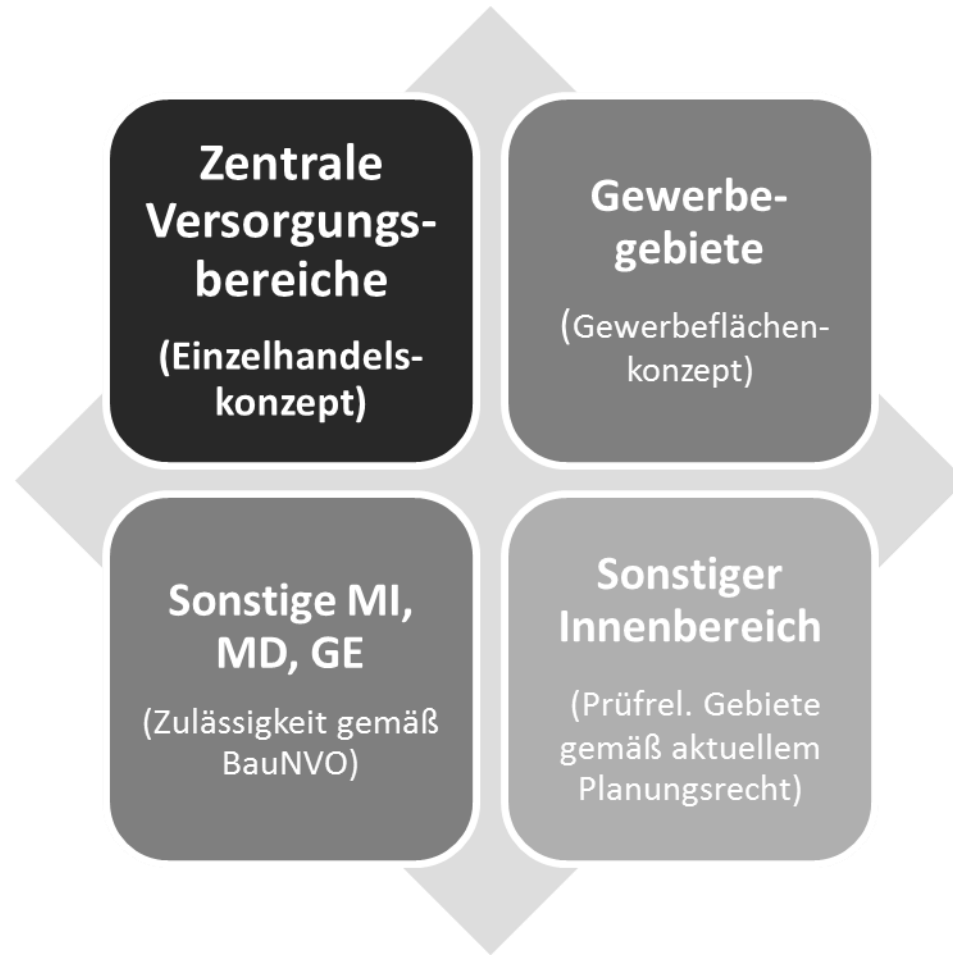 Zentrale
Versorgungs-
bereiche
(Einzelhandels-
konzept)
Gewerbe-
gebiete
(Gewerbeflächen-
konzept)
Sonstige MI,
MD, GE
(Zulässigkeit gemäß
BauNVO)
Sonstiger
Innenbereich
(Prüfrel. Gebiete
gemäß aktuellem
Planungsrecht)